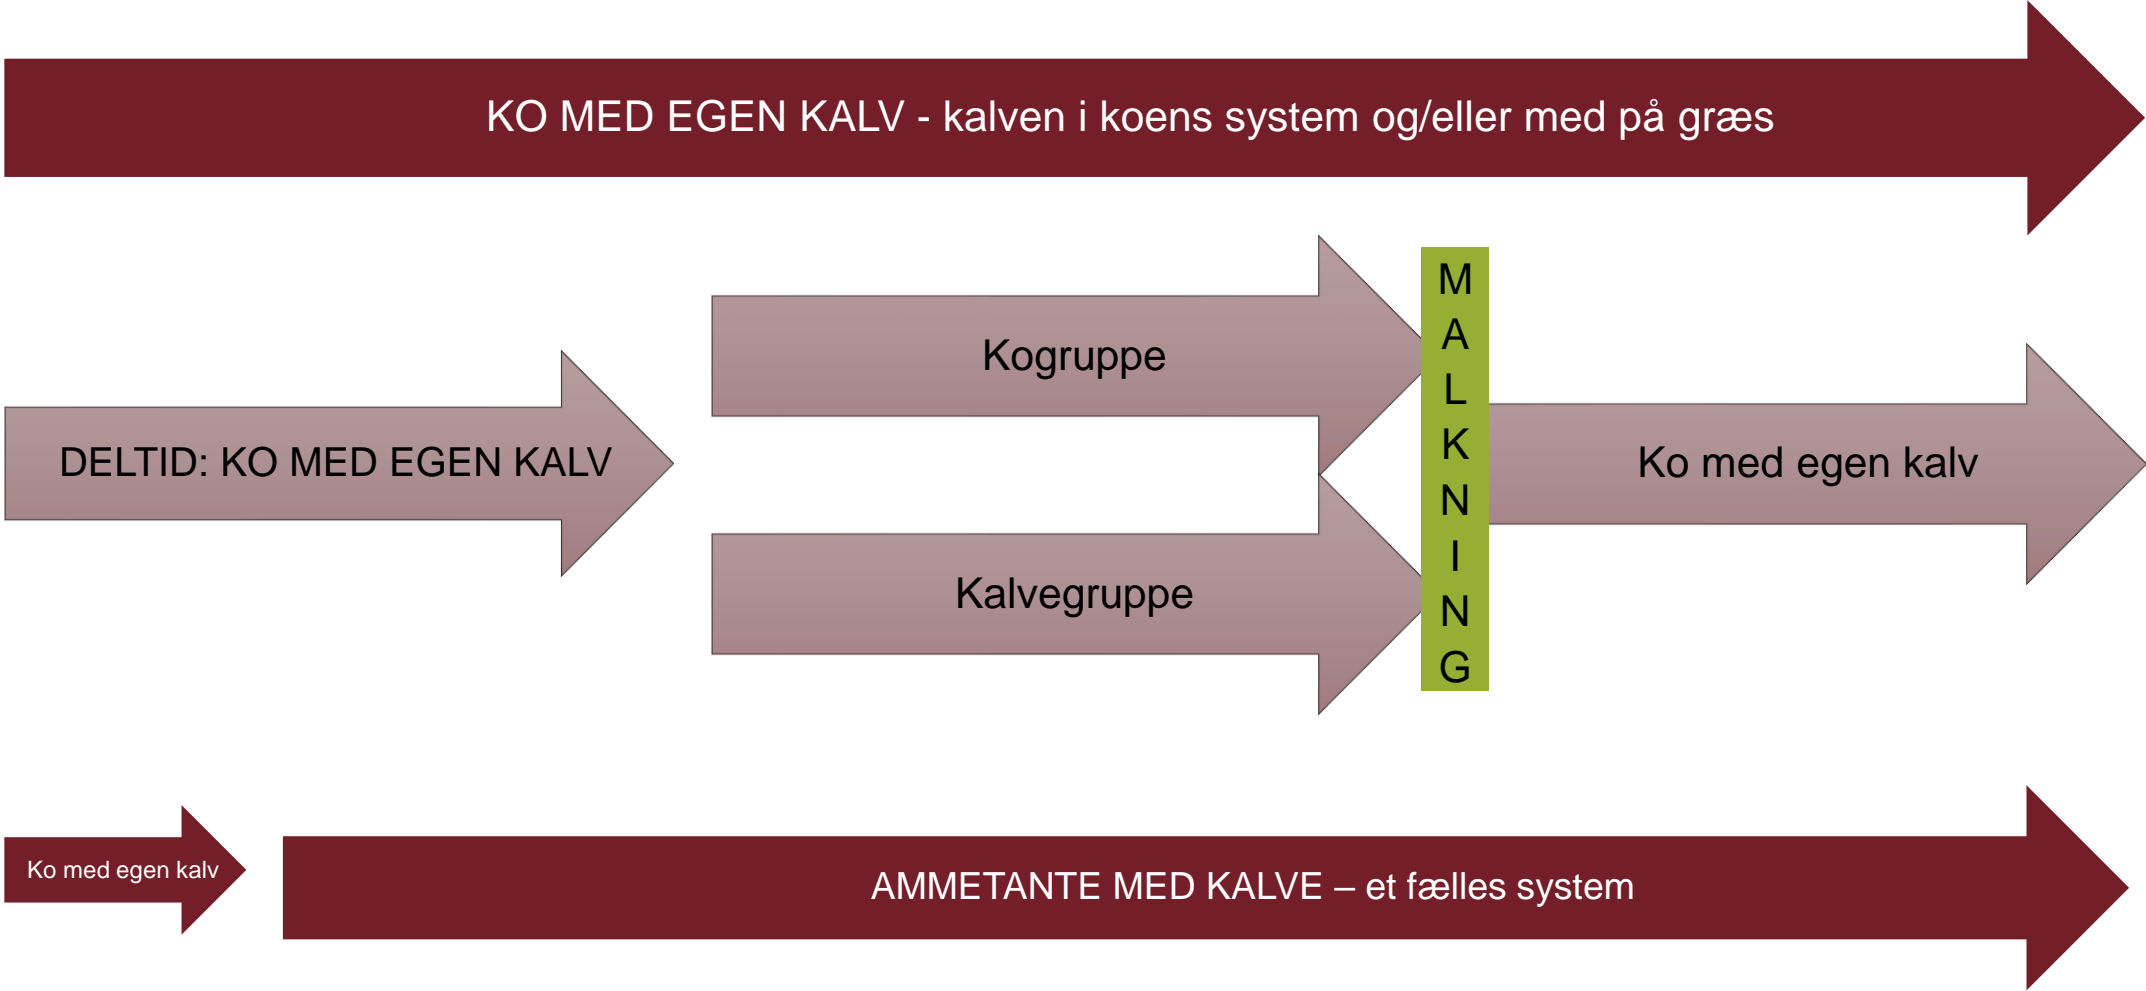 KO MED EGEN KALV - kalven i koens system og/eller med på græs
DELTID: KO MED EGEN KALV
Kogruppe
Kalvegruppe
M
A
L
K
N
I
N
G
Ko med egen kalv
Ko med egen kalv
AMMETANTE MED KALVE – et fælles system